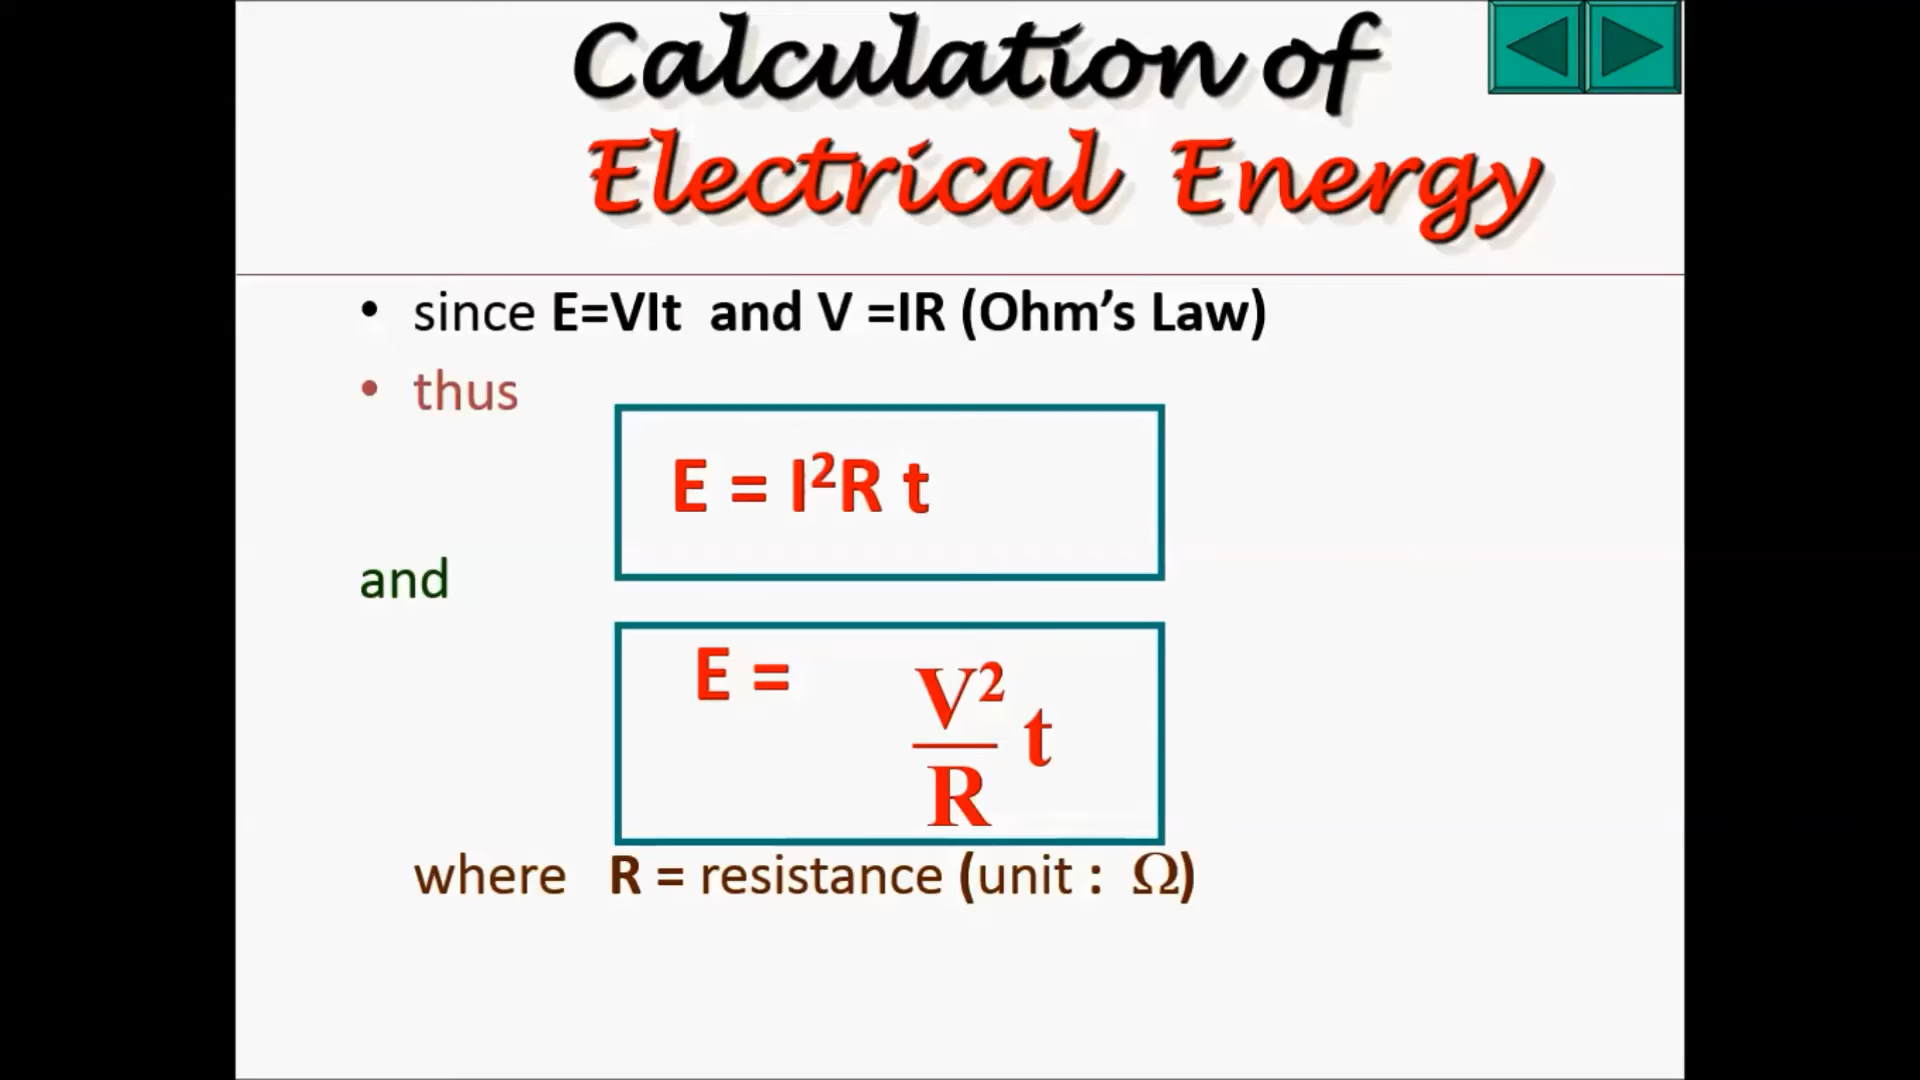 Calculation of
Electrical Energy
• since E=VIt and V =IR (Ohm’s Law)
• thus
E = I²R t
and
E = V²/R t
where R = resistance (unit : Ω)